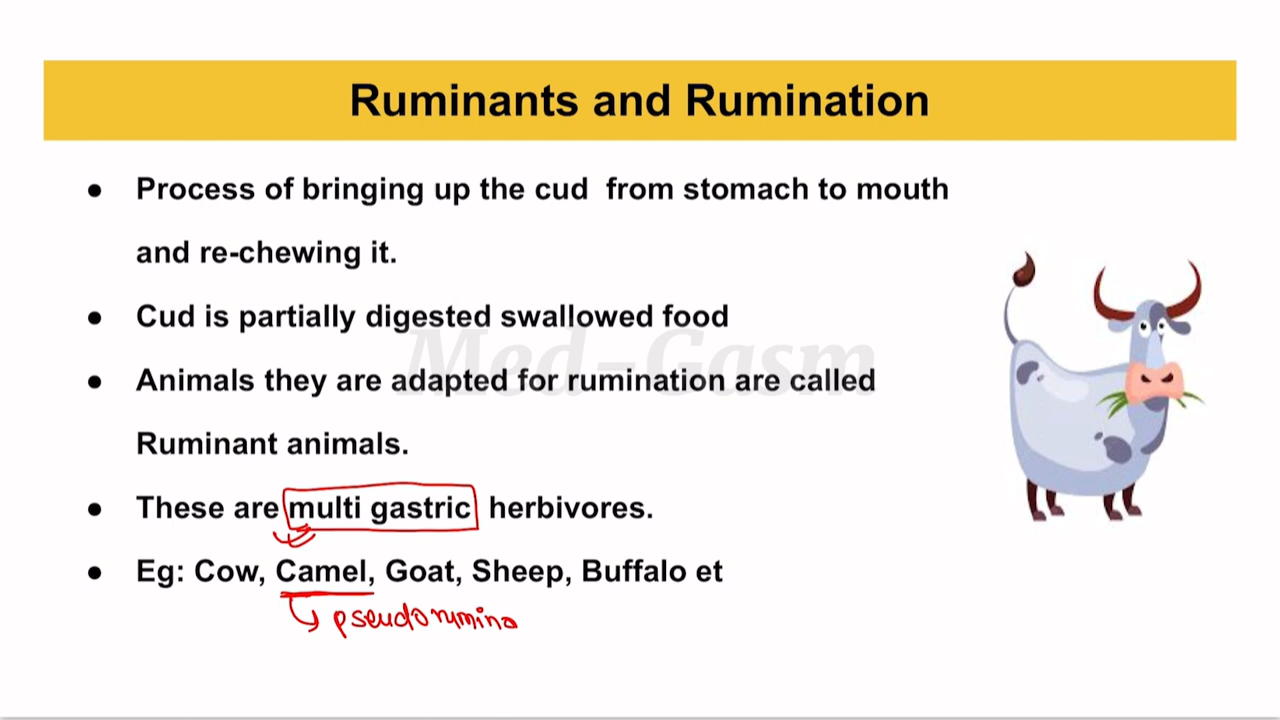 Ruminants and Rumination
● Process of bringing up the cud from stomach to mouth
and re-chewing it.
● Cud is partially digested swallowed food
Med-Gasm
● Animals they are adapted for rumination are called
Ruminant animals.
● These are multi gastric herbivores.
● Eg: Cow, Camel, Goat, Sheep, Buffalo et
pseudorumina